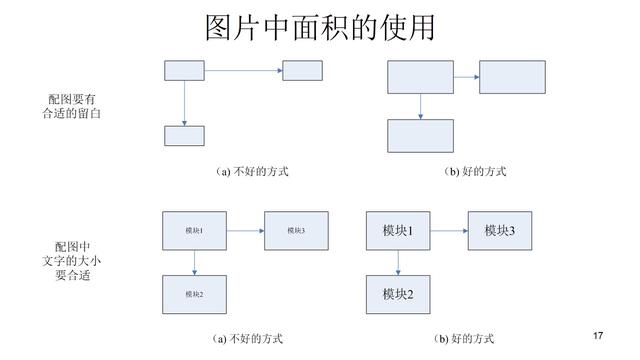 图片中面积的使用
配图要有
合适的留白
（a) 不好的方式
（b) 好的方式
配图中
文字的大小
要合适
模块1
模块3
模块2
模块1
模块3
模块2
（a) 不好的方式
（b) 好的方式
17